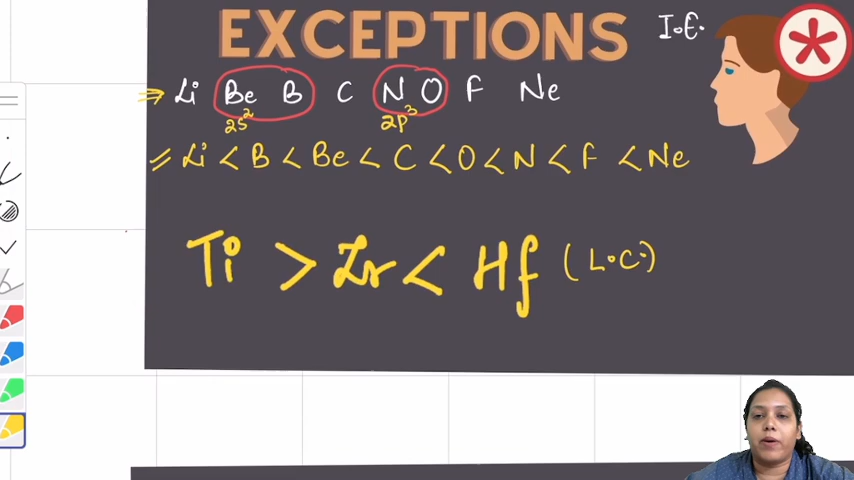 EXCEPTIONS I.E.
⇒ Li Be B C N O F Ne
2s² 2p³
= Li < B < Be < C < O < N < F < Ne
Ti > Zr < Hf (L.C.)